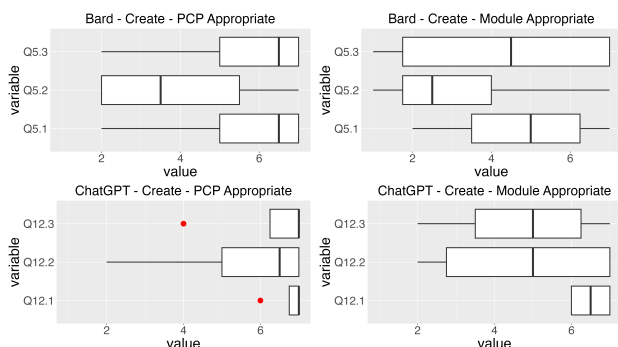 Bard - Create - PCP Appropriate
variable
Q5.3
Q5.2
Q5.1
2 4 6
value
Bard - Create - Module Appropriate
variable
Q5.3
Q5.2
Q5.1
2 4 6
value
ChatGPT - Create - PCP Appropriate
variable
Q12.3
Q12.2
Q12.1
2 4 6
value
ChatGPT - Create - Module Appropriate
variable
Q12.3
Q12.2
Q12.1
2 4 6
value